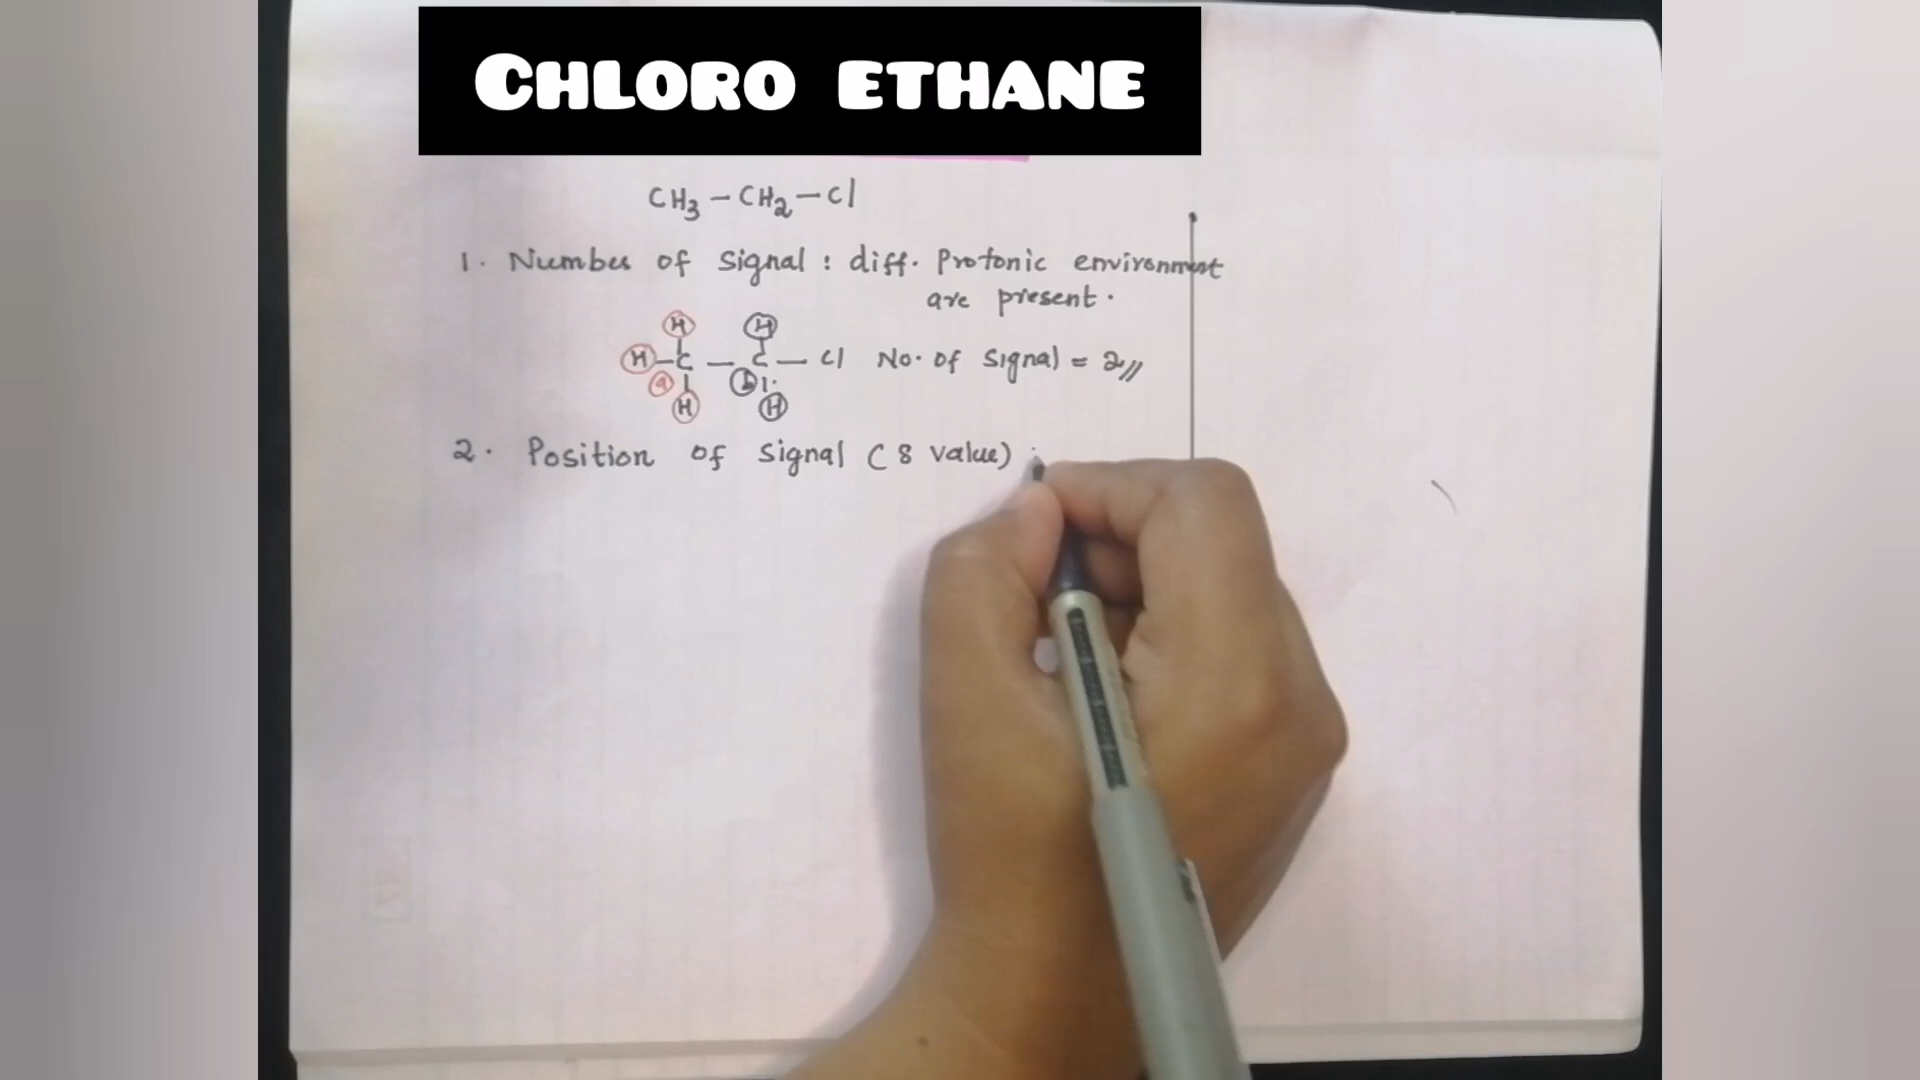 CHLORO ETHANE
CH3 - CH2 - Cl
1. Number of signal : diff. Protonic environment
are present.
H H
H - C - C - Cl No. of signal = 2//
a b
H H
2. Position of signal ( δ value) :